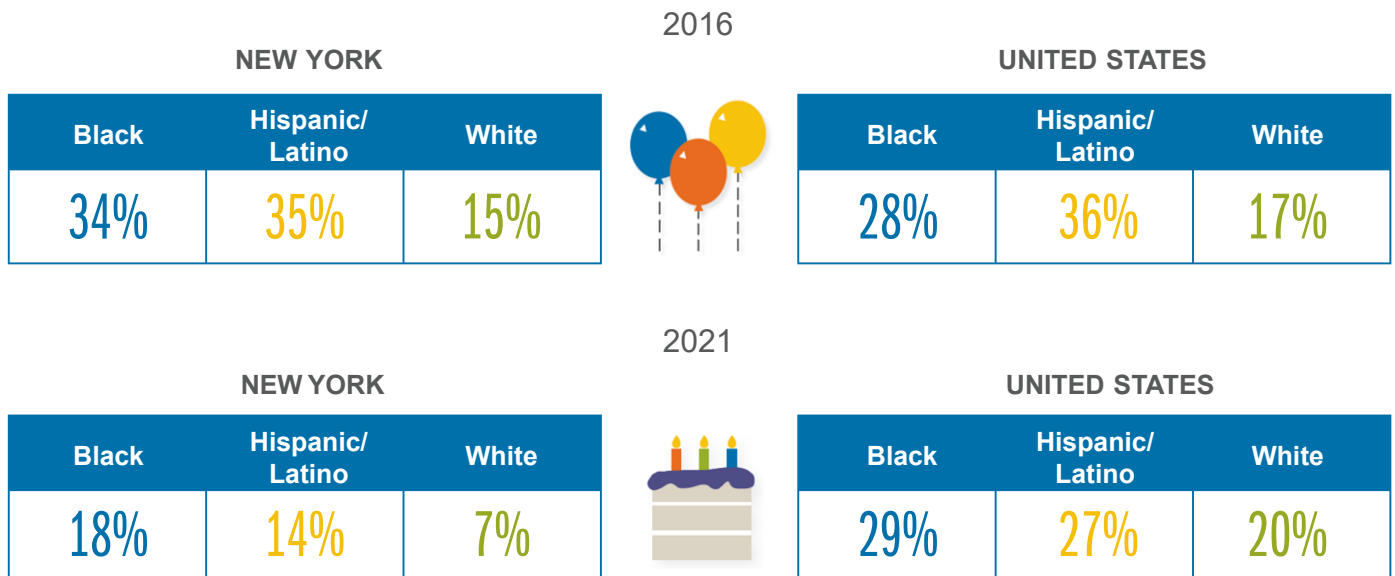 2016
NEW YORK
Black
Hispanic/
Latino
White
34%
35%
15%
UNITED STATES
Black
Hispanic/
Latino
White
28%
36%
17%
2021
NEW YORK
Black
Hispanic/
Latino
White
18%
14%
7%
UNITED STATES
Black
Hispanic/
Latino
White
29%
27%
20%